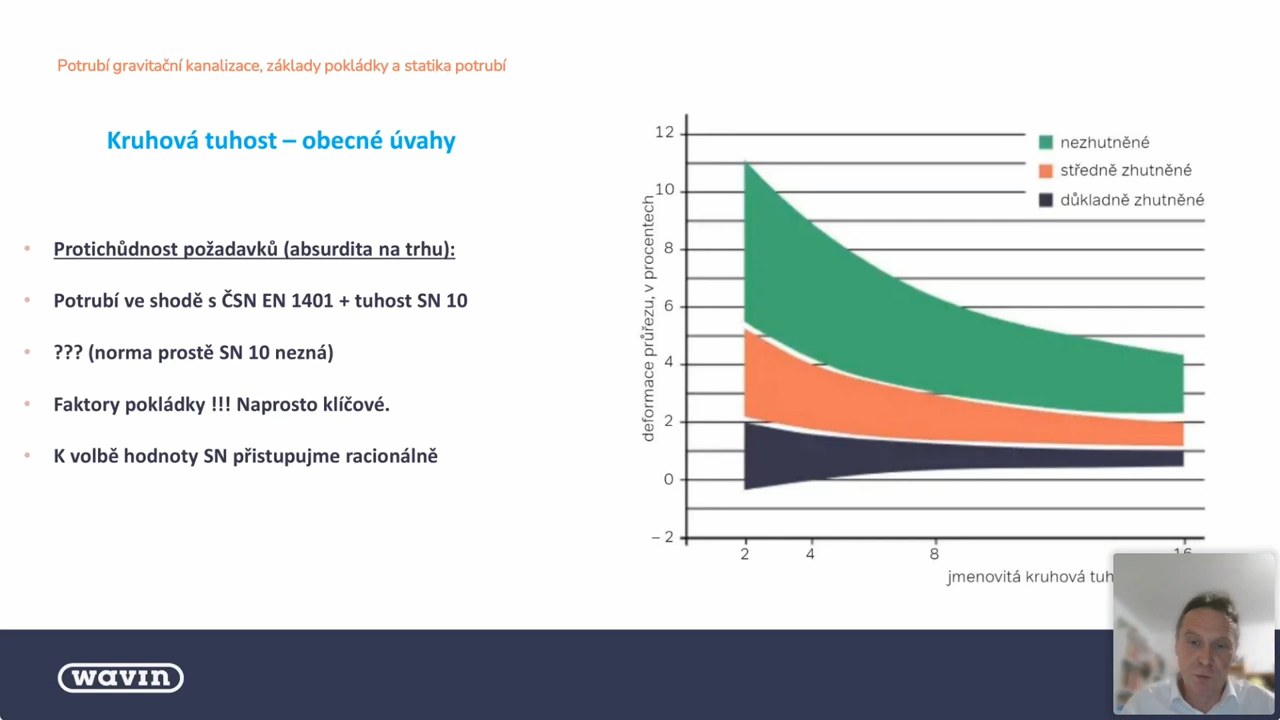 Potrubí gravitační kanalizace, základy pokládky a statika potrubí
Kruhová tuhost – obecné úvahy
• Protichůdnost požadavků (absurdita na trhu):
• Potrubí ve shodě s ČSN EN 1401 + tuhost SN 10
• ??? (norma prostě SN 10 nezná)
• Faktory pokládky !!! Naprosto klíčové.
• K volbě hodnoty SN přistupujme racionálně
deformace průřezu, v procentech
12
10
8
6
4
2
0
– 2
nezhutněné
středně zhutněné
důkladně zhutněné
2 4 8 16
jmenovitá kruhová
wavin